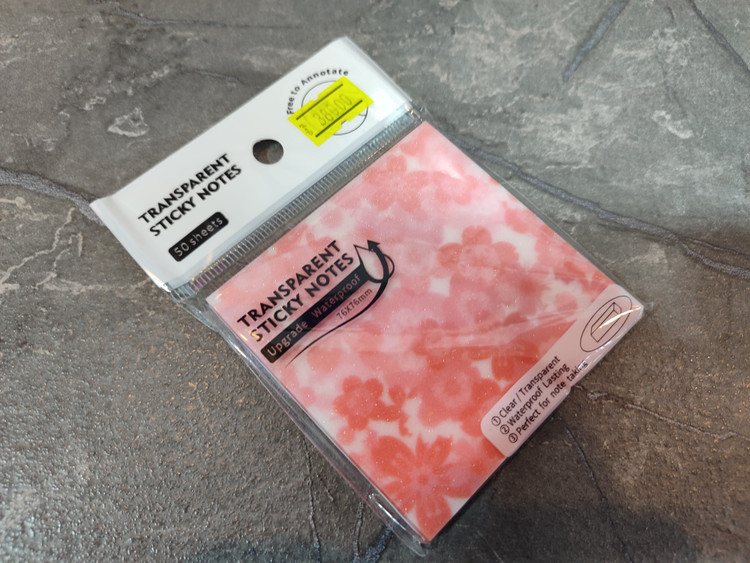 Free to Annotate
TRANSPARENT
STICKY NOTES
50 sheets
TRANSPARENT
STICKY NOTES
Upgrade Waterproof
76X76mm
① Clear/Transparent
② Waterproof Lasting
③ Perfect for note taking